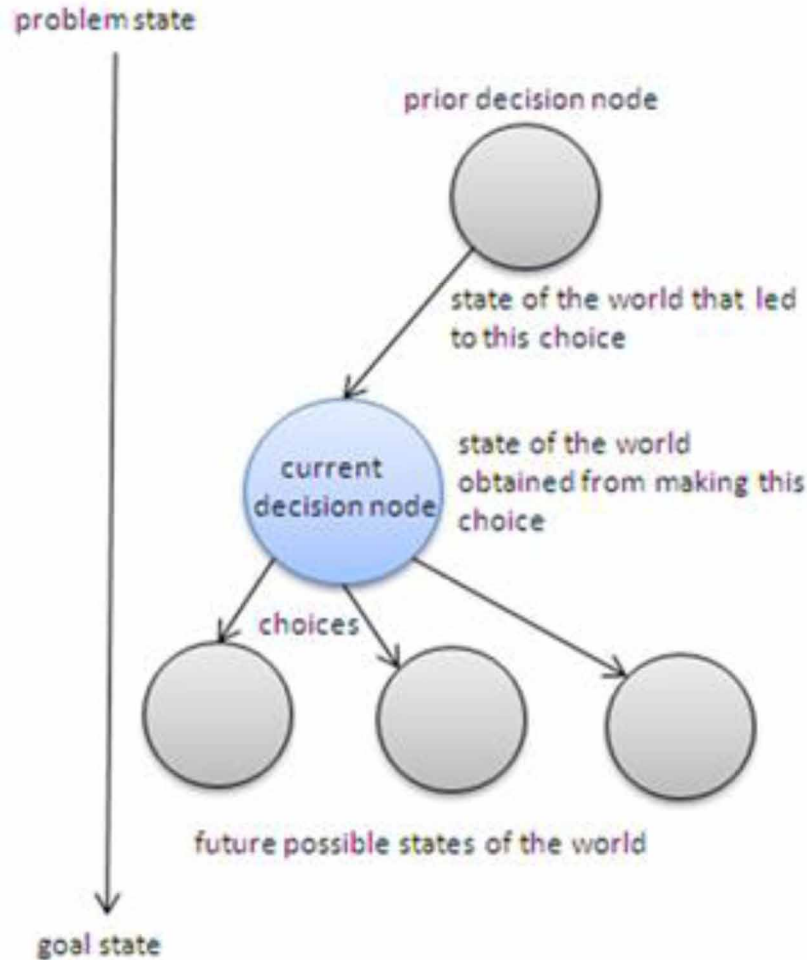 problem state
prior decision node
state of the world that led
to this choice
current
decision node
state of the world
obtained from making this
choice
choices
future possible states of the world
goal state